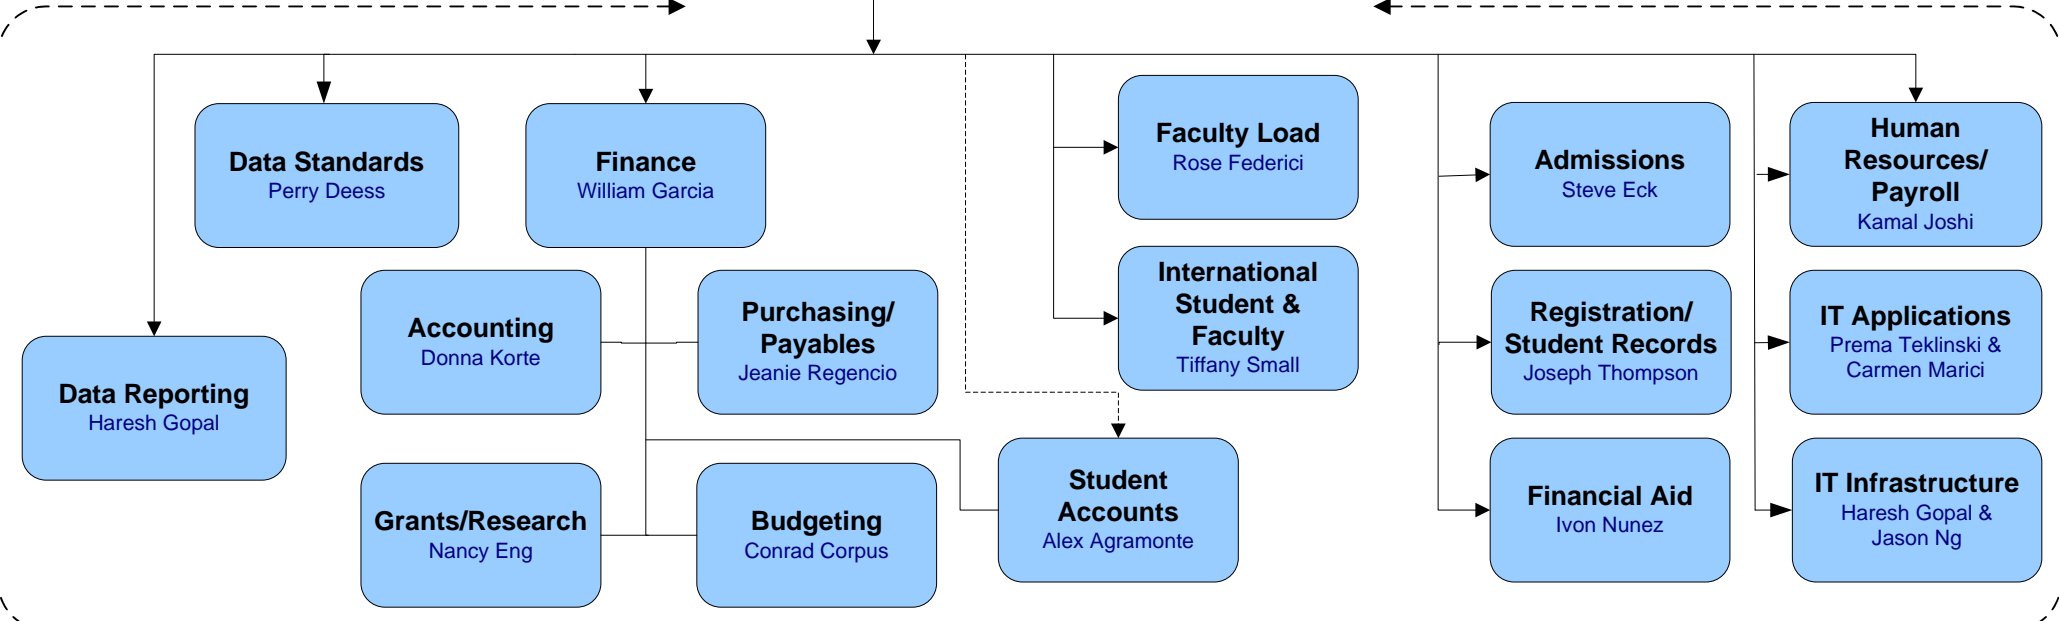 Data Standards
Perry Deess
Finance
William Garcia
Faculty Load
Rose Federici
Admissions
Steve Eck
Human
Resources/
Payroll
Kamal Joshi
Data Reporting
Haresh Gopal
Accounting
Donna Korte
Purchasing/
Payables
Jeanie Regencio
International
Student &
Faculty
Tiffany Small
Registration/
Student Records
Joseph Thompson
IT Applications
Prema Teklinski &
Carmen Marici
Grants/Research
Nancy Eng
Budgeting
Conrad Corpus
Student
Accounts
Alex Agramonte
Financial Aid
Ivon Nunez
IT Infrastructure
Haresh Gopal &
Jason Ng